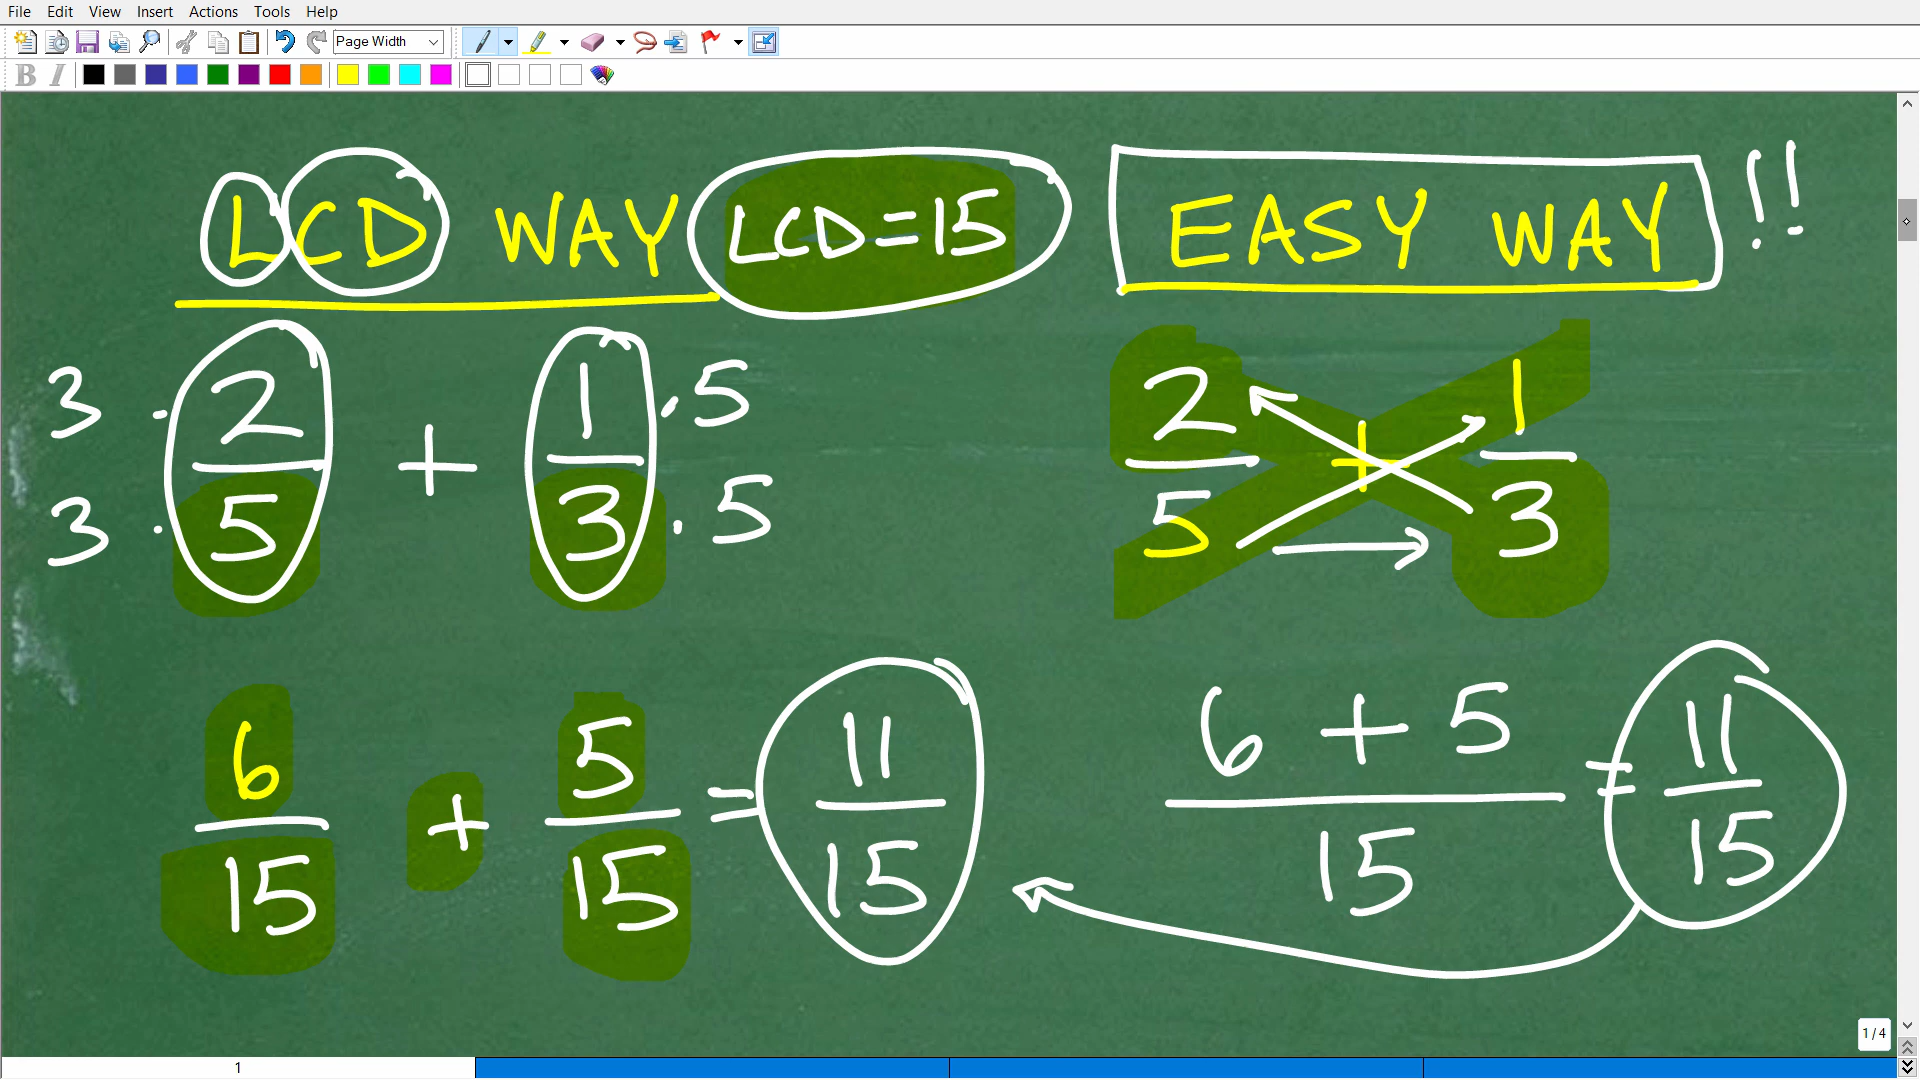 File Edit View Insert Actions Tools Help
Page Width
B I
LCD WAY LCD=15
3 · 2/5 + 1/3 · 5
3 · · 5
6/15 + 5/15 = 11/15
EASY WAY !!
2/5 + 1/3
6 + 5 / 15 = 11/15
1 / 4
1